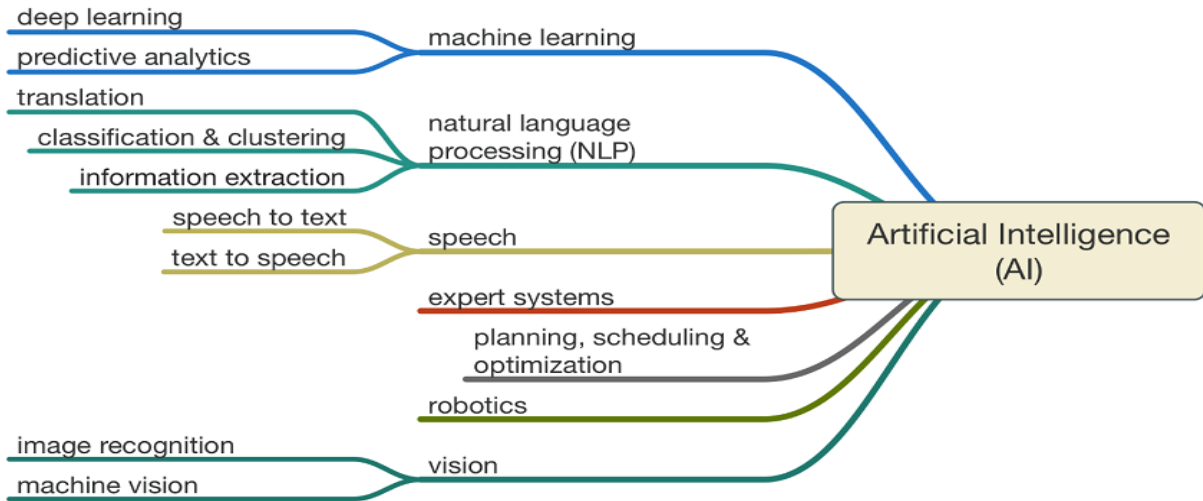 deep learning
predictive analytics
machine learning
translation
classification & clustering
information extraction
natural language
processing (NLP)
speech to text
text to speech
speech
expert systems
planning, scheduling &
optimization
robotics
image recognition
machine vision
vision
Artificial Intelligence
(AI)